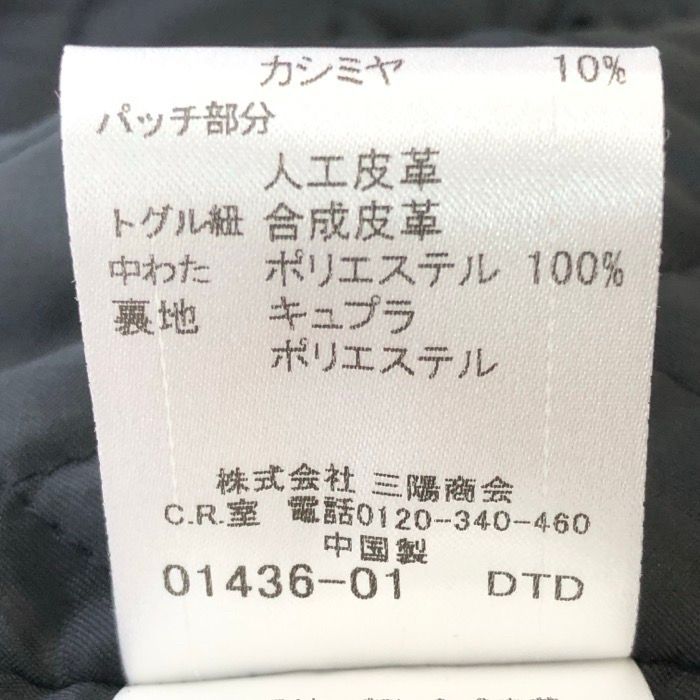 カシミヤ 10%
パッチ部分
人工皮革
トグル紐 合成皮革
中わた ポリエステル 100%
裏地 キュプラ
ポリエステル
株式会社 三陽商会
C.R.室 電話0120-340-460
中国製
01436-01 DTD